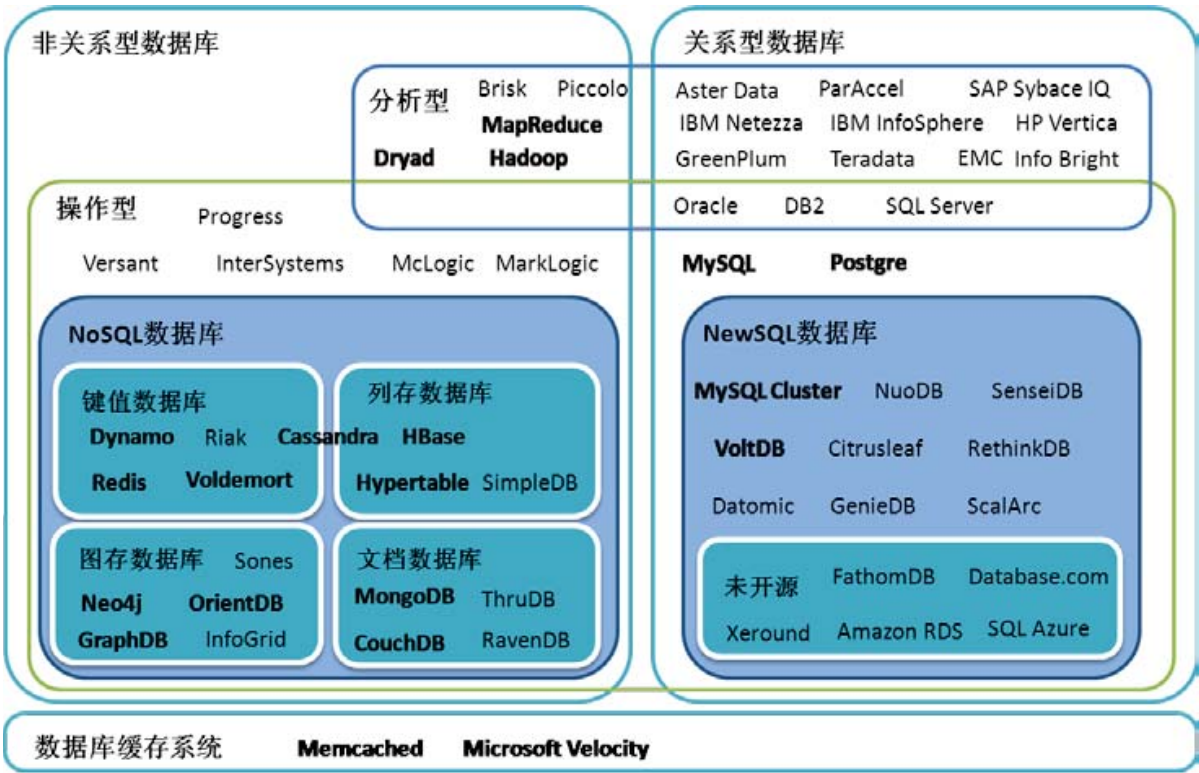 非关系型数据库
关系型数据库
分析型
Brisk Piccolo
MapReduce
Dryad Hadoop
Aster Data ParAccel SAP Sybace IQ
IBM Netezza IBM InfoSphere HP Vertica
GreenPlum Teradata EMC Info Bright
操作型
Progress
Oracle DB2 SQL Server
Versant InterSystems McLogic MarkLogic
MySQL Postgre
NoSQL数据库
键值数据库
Dynamo Riak Cassandra HBase
Redis Voldemort
列存数据库
Hypertable SimpleDB
图存数据库 Sones
Neo4j OrientDB
GraphDB InfoGrid
文档数据库
MongoDB ThruDB
CouchDB RavenDB
NewSQL数据库
MySQL Cluster NuoDB SenseiDB
VoltDB Citrusleaf RethinkDB
Datomic GenieDB ScalArc
未开源
FathomDB Database.com
Xeround Amazon RDS SQL Azure
数据库缓存系统 Memcached Microsoft Velocity